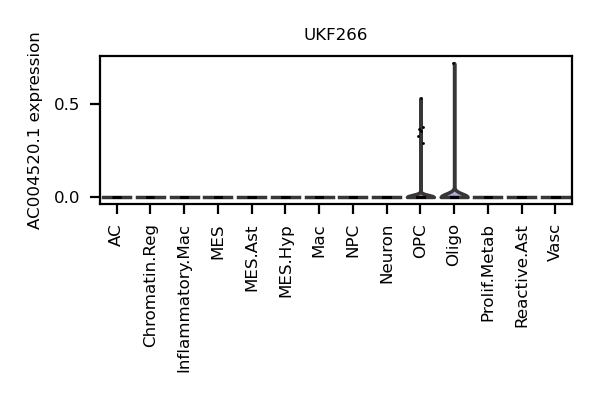 UKF266
AC004520.1 expression
0.5
0.0
AC
Chromatin.Reg
Inflammatory.Mac
MES
MES.Ast
MES.Hyp
Mac
NPC
Neuron
OPC
Oligo
Prolif.Metab
Reactive.Ast
Vasc